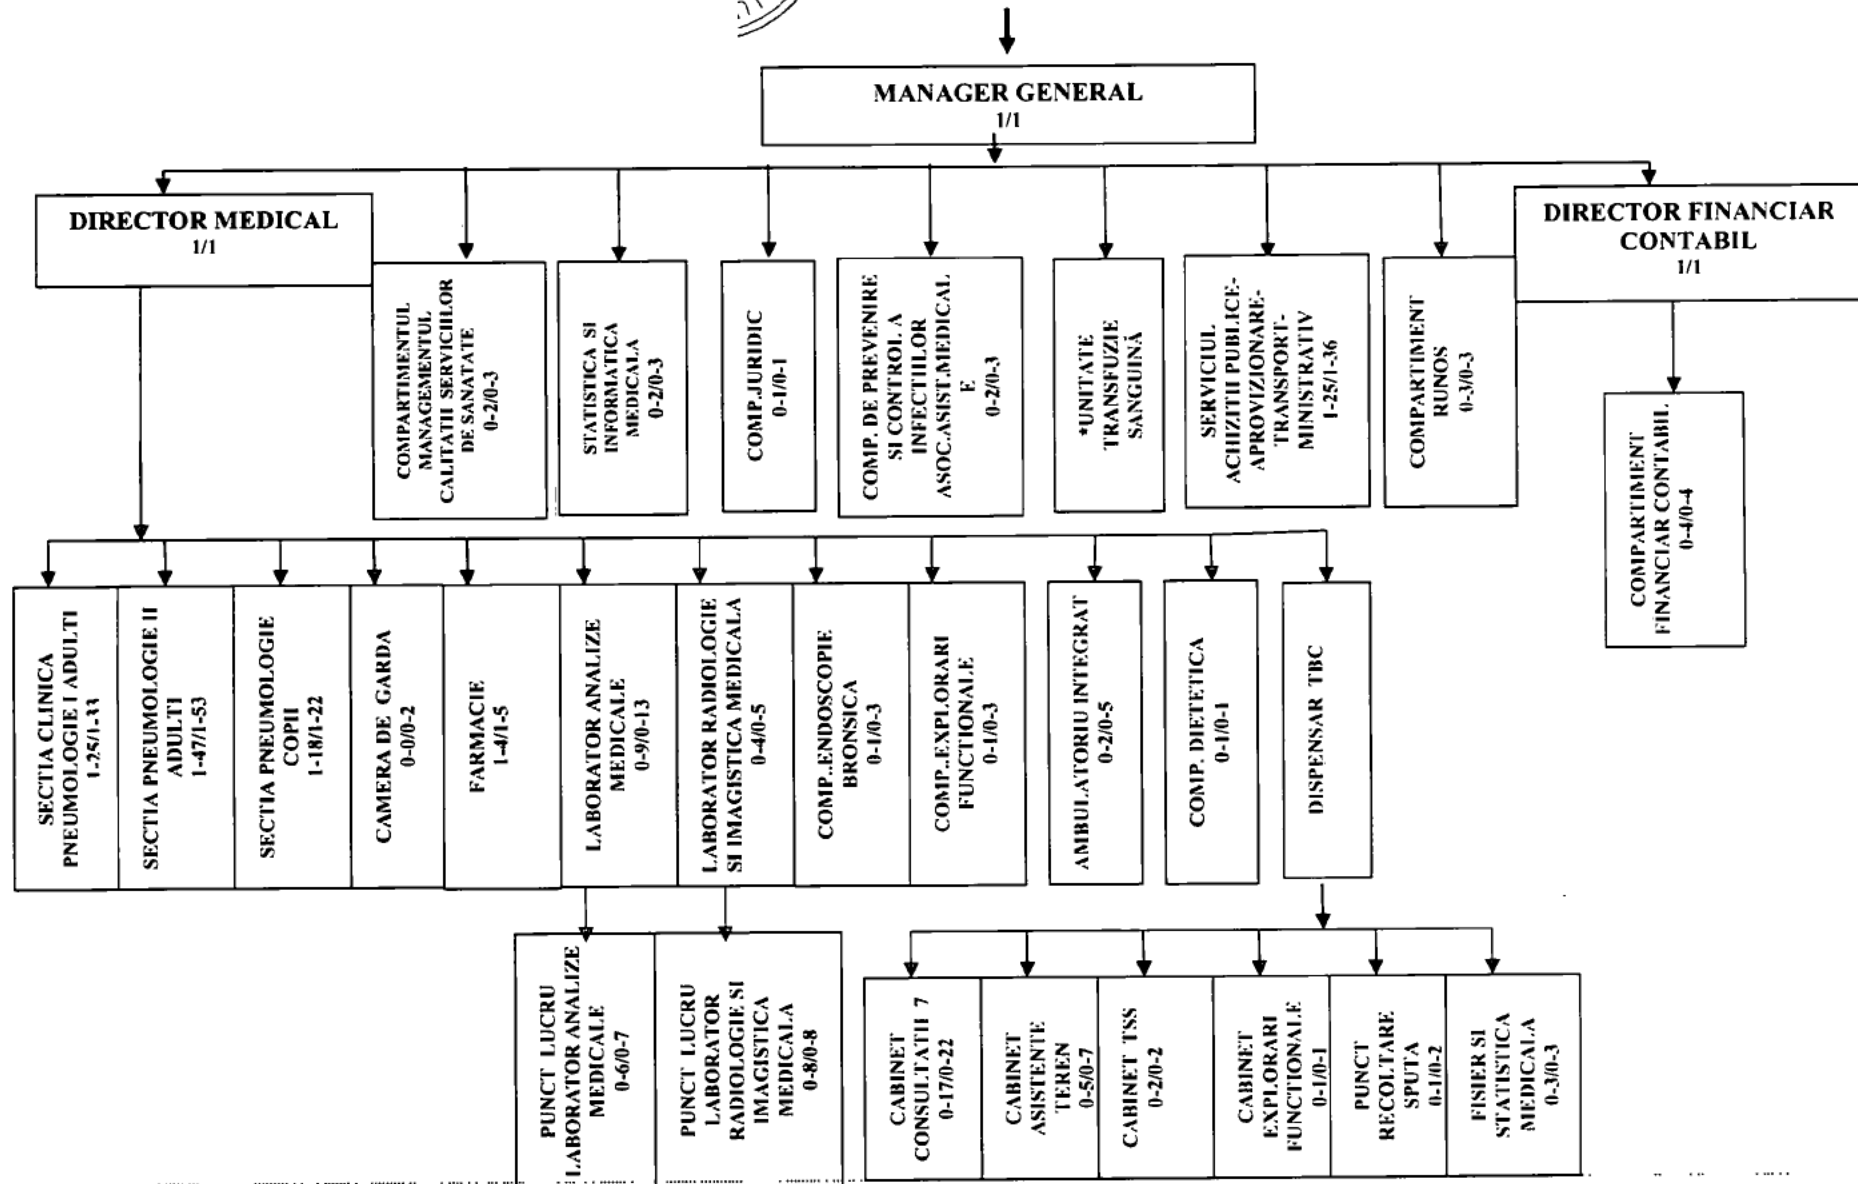 MANAGER GENERAL
1/1
DIRECTOR MEDICAL
1/1
COMPARTIMENTUL
MANAGEMENTUL
CALITATII SERVICIILOR
DE SANATATE
0-2/0-3
STATISTICA SI
INFORMATICA
MEDICALA
0-2/0-3
COMP.JURIDIC
0-1/0-1
COMP. DE PREVENIRE
SI CONTROL A
INFECTIILOR
ASOC.ASIST.MEDICAL
E
0-2/0-3
*UNITATE
TRANSFUZIE
SANGUINĂ
SERVICIUL
ACHIZITII PUBLICE-
APROVIZIONARE-
TRANSPORT-
MINISTRATIV
1-25/1-36
COMPARTIMENT
RUNOS
0-3/0-3
DIRECTOR FINANCIAR
CONTABIL
1/1
COMPARTIMENT
FINANCIAR CONTABIL
0-4/0-4
SECTIA CLINICA
PNEUMOLOGIE I ADULTI
1-25/1-33
SECTIA PNEUMOLOGIE II
ADULTI
1-47/1-53
SECTIA PNEUMOLOGIE
COPII
1-18/1-22
CAMERA DE GARDA
0-0/0-2
FARMACIE
1-4/1-5
LABORATOR ANALIZE
MEDICALE
0-9/0-13
LABORATOR RADIOLOGIE
SI IMAGISTICA MEDICALA
0-4/0-5
COMP..ENDOSCOPIE
BRONSICA
0-1/0-3
COMP..EXPLORARI
FUNCTIONALE
0-1/0-3
AMBULATORIU INTEGRAT
0-2/0-5
COMP. DIETETICA
0-1/0-1
DISPENSAR TBC
PUNCT LUCRU
LABORATOR ANALIZE
MEDICALE
0-6/0-7
PUNCT LUCRU
LABORATOR
RADIOLOGIE SI
IMAGISTICA
MEDICALA
0-8/0-8
CABINET
CONSULTATII 7
0-17/0-22
CABINET
ASISTENTE
TEREN
0-5/0-7
CABINET TSS
0-2/0-2
CABINET
EXPLORARI
FUNCTIONALE
0-1/0-1
PUNCT
RECOLTARE
SPUTA
0-1/0-2
FISIER SI
STATISTICA
MEDICALA
0-3/0-3